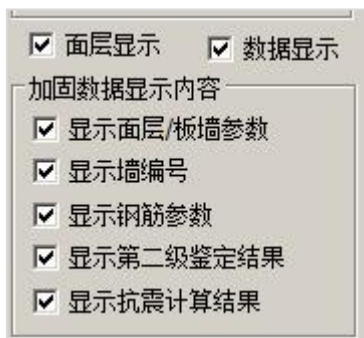 面层显示 数据显示
加固数据显示内容
显示面层/板墙参数
显示墙编号
显示钢筋参数
显示第二级鉴定结果
显示抗震计算结果